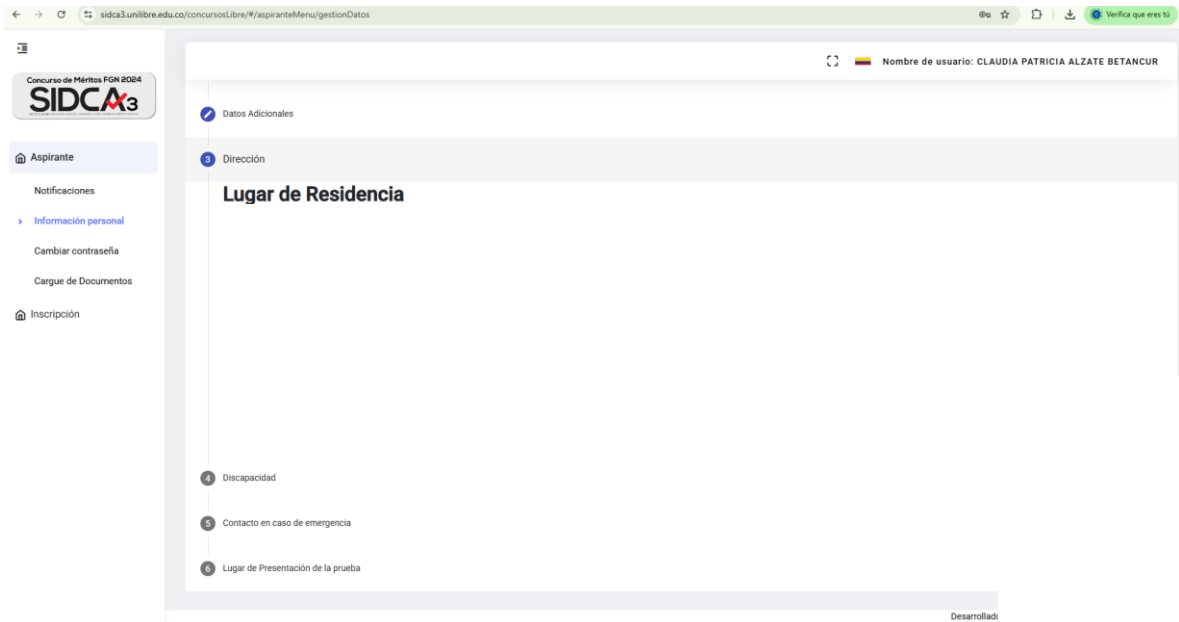 sidca3.unilibre.edu.co/concursosLibre/#/aspiranteMenu/gestionDatos
Verifica que eres tú
Concurso de Méritos FGN 2024
SIDCA3
Nombre de usuario: CLAUDIA PATRICIA ALZATE BETANCUR
Aspirante
Notificaciones
Información personal
Cambiar contraseña
Cargue de Documentos
Inscripción
Datos Adicionales
3 Dirección
Lugar de Residencia
4 Discapacidad
5 Contacto en caso de emergencia
6 Lugar de Presentación de la prueba